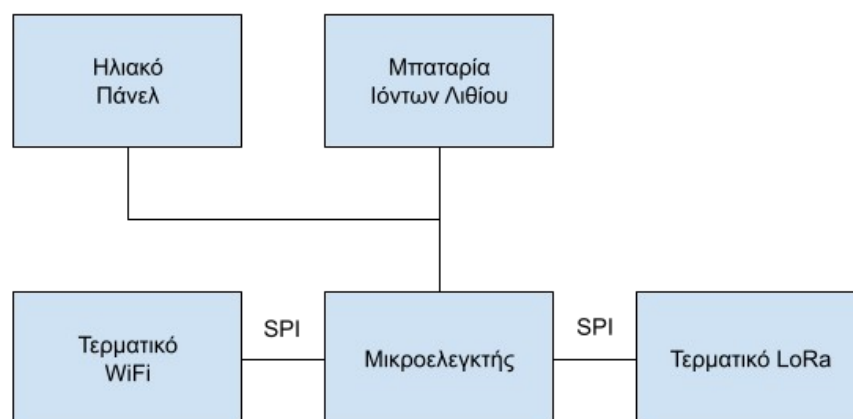 Ηλιακό
Πάνελ
Μπαταρία
Ιόντων Λιθίου
Τερματικό
WiFi
SPI
Μικροελεγκτής
SPI
Τερματικό LoRa